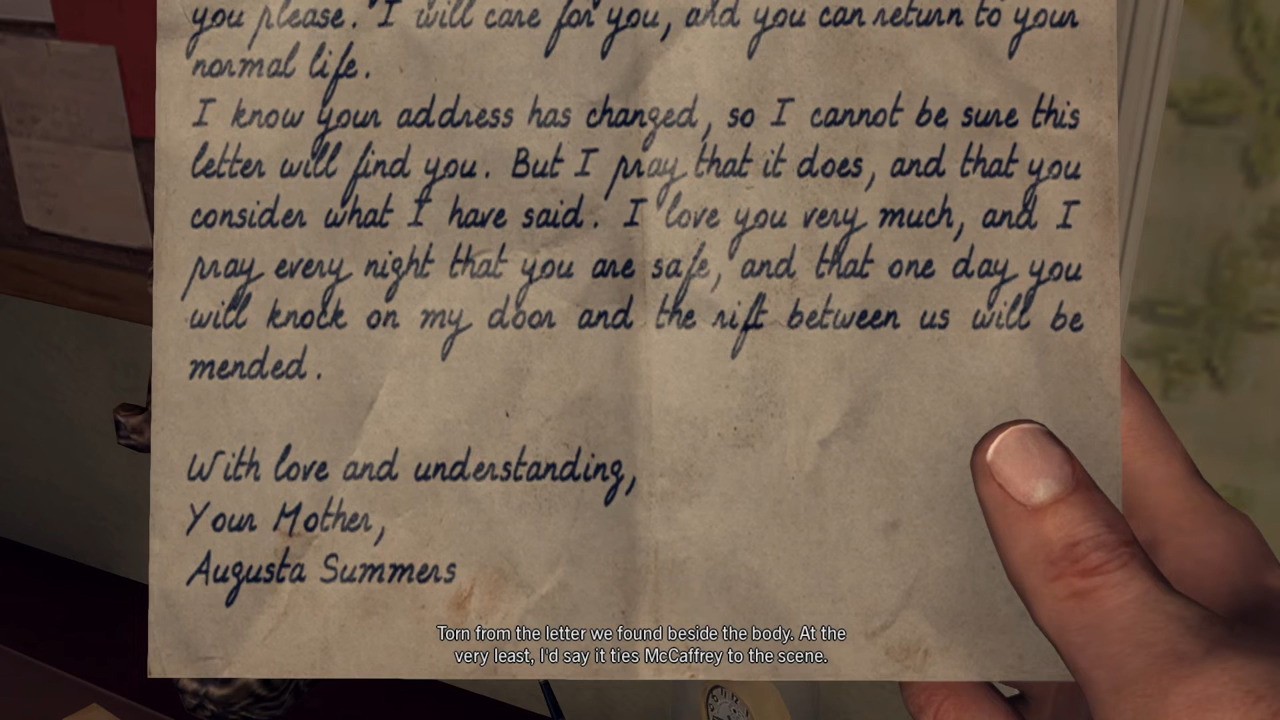 you please. I will care for you, and you can return to your
normal life.
I know your address has changed, so I cannot be sure this
letter will find you. But I pray that it does, and that you
consider what I have said. I love you very much, and I
pray every night that you are safe, and that one day you
will knock on my door and the rift between us will be
mended.
With love and understanding,
Your Mother,
Augusta Summers
Torn from the letter we found beside the body. At the
very least, I'd say it ties McCaffrey to the scene.